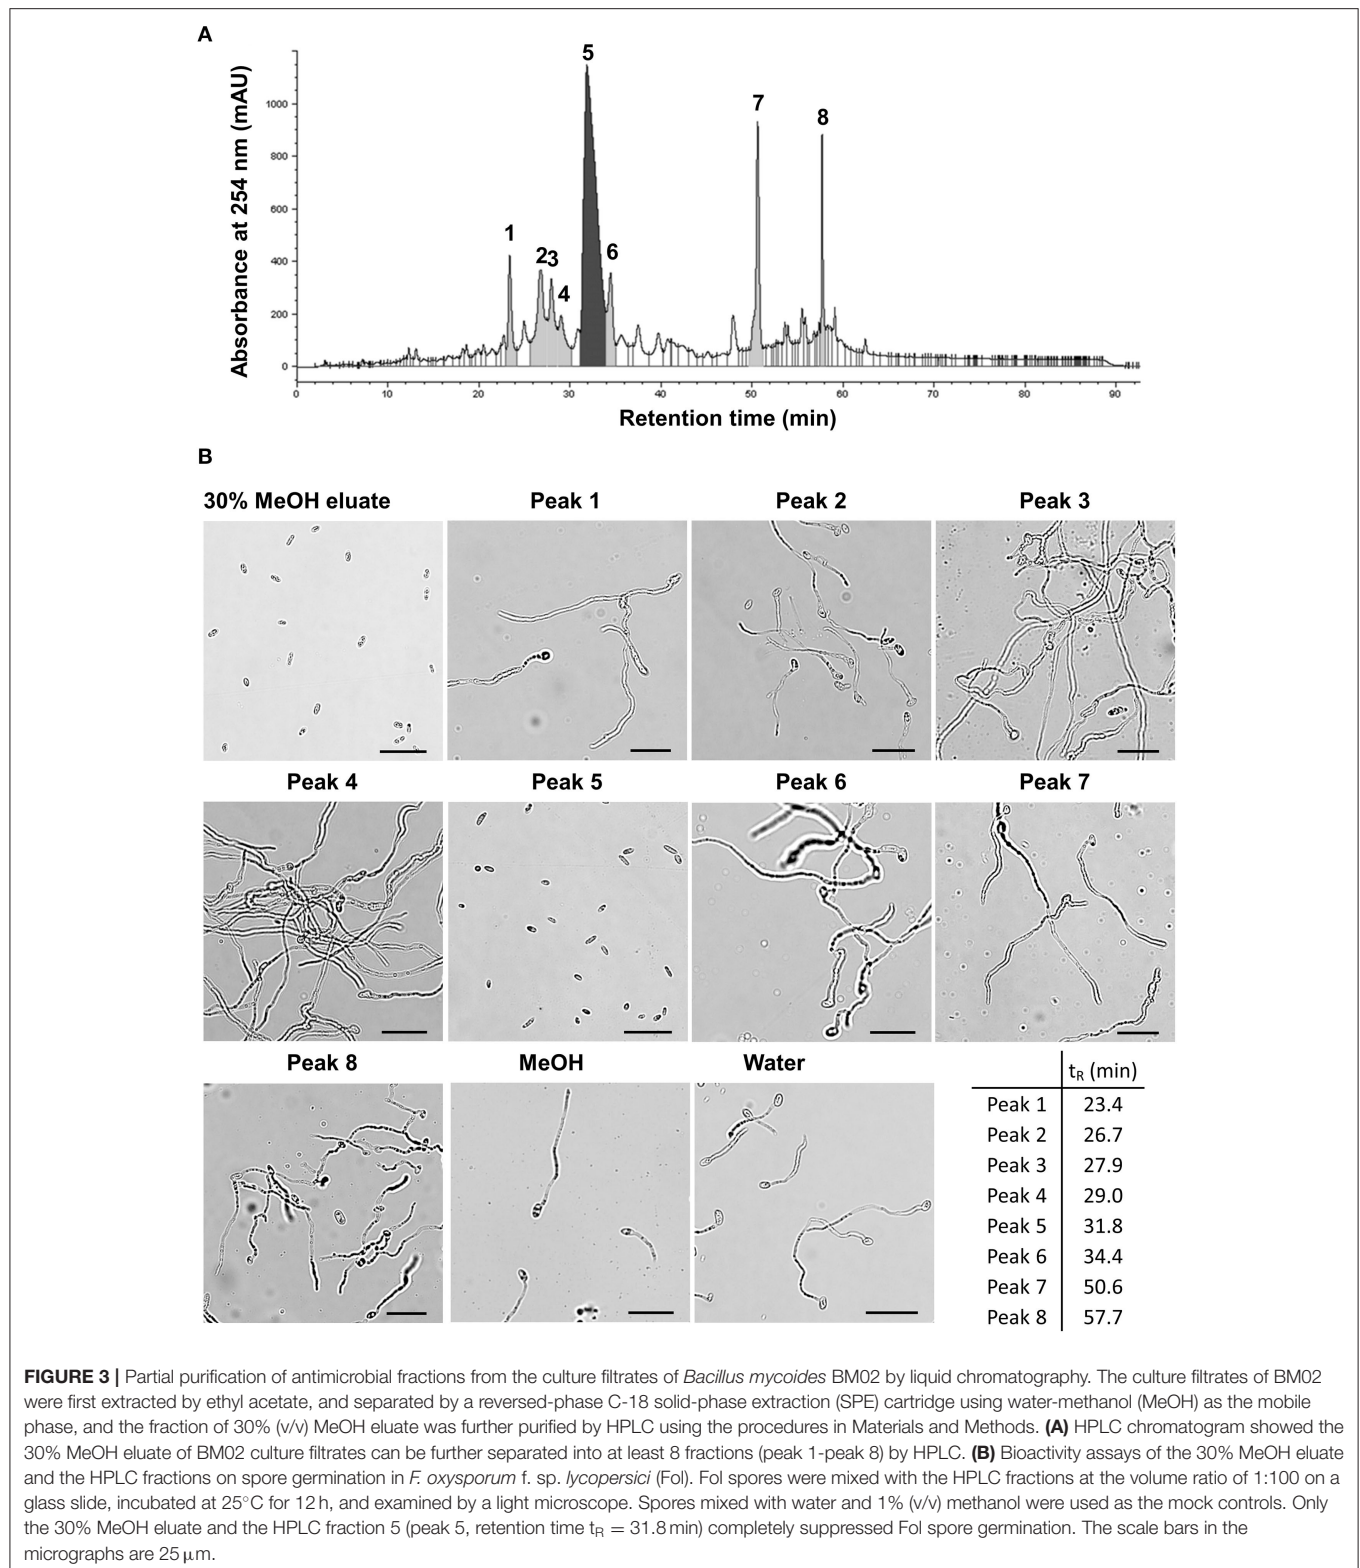 A
5
7
8
1
2
3
4
6
1000
800
600
400
200
0
Absorbance at 254 nm (mAU)
0 10 20 30 40 50 60 70 80 90
Retention time (min)
B
30% MeOH eluate Peak 1 Peak 2 Peak 3
Peak 4 Peak 5 Peak 6 Peak 7
Peak 8 MeOH Water
tR (min)
Peak 1 23.4
Peak 2 26.7
Peak 3 27.9
Peak 4 29.0
Peak 5 31.8
Peak 6 34.4
Peak 7 50.6
Peak 8 57.7
FIGURE 3 | Partial purification of antimicrobial fractions from the culture filtrates of Bacillus mycoides BM02 by liquid chromatography. The culture filtrates of BM02
were first extracted by ethyl acetate, and separated by a reversed-phase C-18 solid-phase extraction (SPE) cartridge using water-methanol (MeOH) as the mobile
phase, and the fraction of 30% (v/v) MeOH eluate was further purified by HPLC using the procedures in Materials and Methods. (A) HPLC chromatogram showed the
30% MeOH eluate of BM02 culture filtrates can be further separated into at least 8 fractions (peak 1-peak 8) by HPLC. (B) Bioactivity assays of the 30% MeOH eluate
and the HPLC fractions on spore germination in F. oxysporum f. sp. lycopersici (Fol). Fol spores were mixed with the HPLC fractions at the volume ratio of 1:100 on a
glass slide, incubated at 25°C for 12 h, and examined by a light microscope. Spores mixed with water and 1% (v/v) methanol were used as the mock controls. Only
the 30% MeOH eluate and the HPLC fraction 5 (peak 5, retention time tR = 31.8 min) completely suppressed Fol spore germination. The scale bars in the
micrographs are 25 μm.